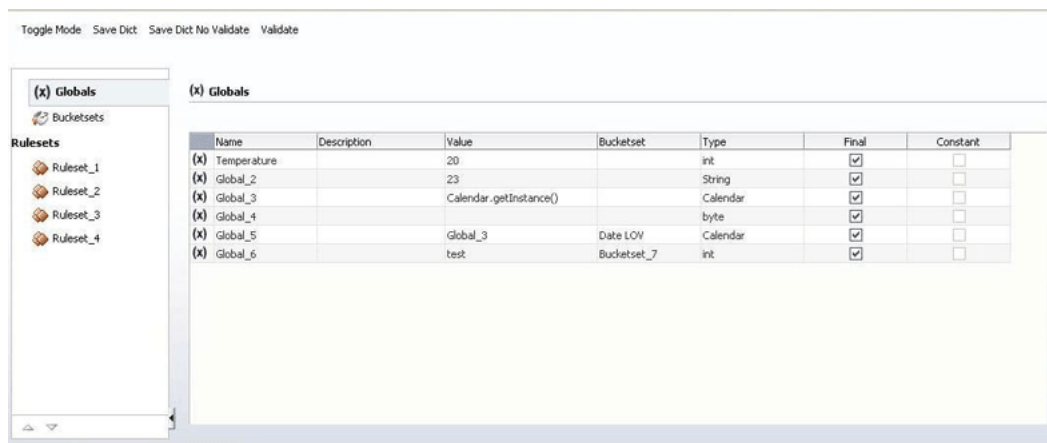 Toggle Mode Save Dict Save Dict No Validate Validate
(x) Globals
Bucketsets
Rulesets
Ruleset_1
Ruleset_2
Ruleset_3
Ruleset_4
(x) Globals
Name Description Value Bucketset Type Final Constant
(x) Temperature 20 int
(x) Global_2 23 String
(x) Global_3 Calendar.getInstance() Calendar
(x) Global_4 byte
(x) Global_5 Global_3 Date LOV Calendar
(x) Global_6 test Bucketset_7 int